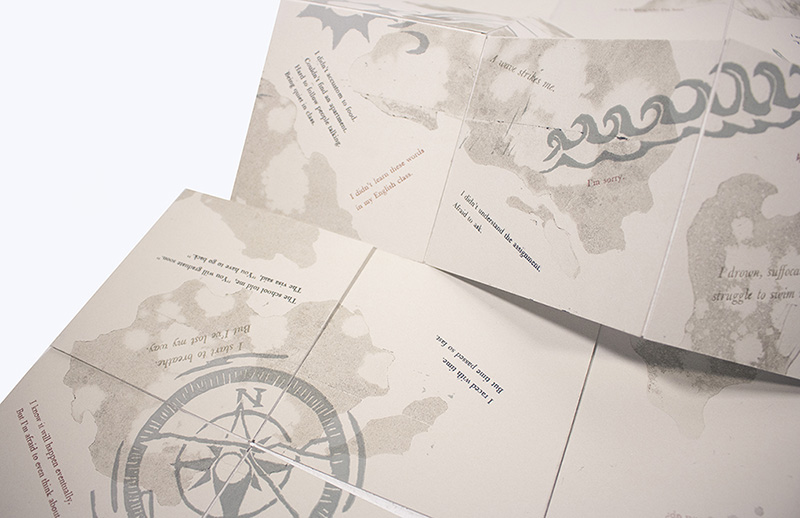 I didn't accustom to food.
Couldn't find an apartment.
Hard to follow people talking.
Being quiet in class.
I didn't learn these words
in my English class.
A wave strikes me.
I'm sorry..
I didn't understand the assignment.
Afraid to ask.
I drown, suffoca
struggle to swim
The school told me, "You will graduate soon."
The visa said, "You have to go back."
I start to breathe.
But I've lost my way.
I raced with time.
But time passed so fast.
N
I know it will happen eventually,
But I'm afraid to even think about